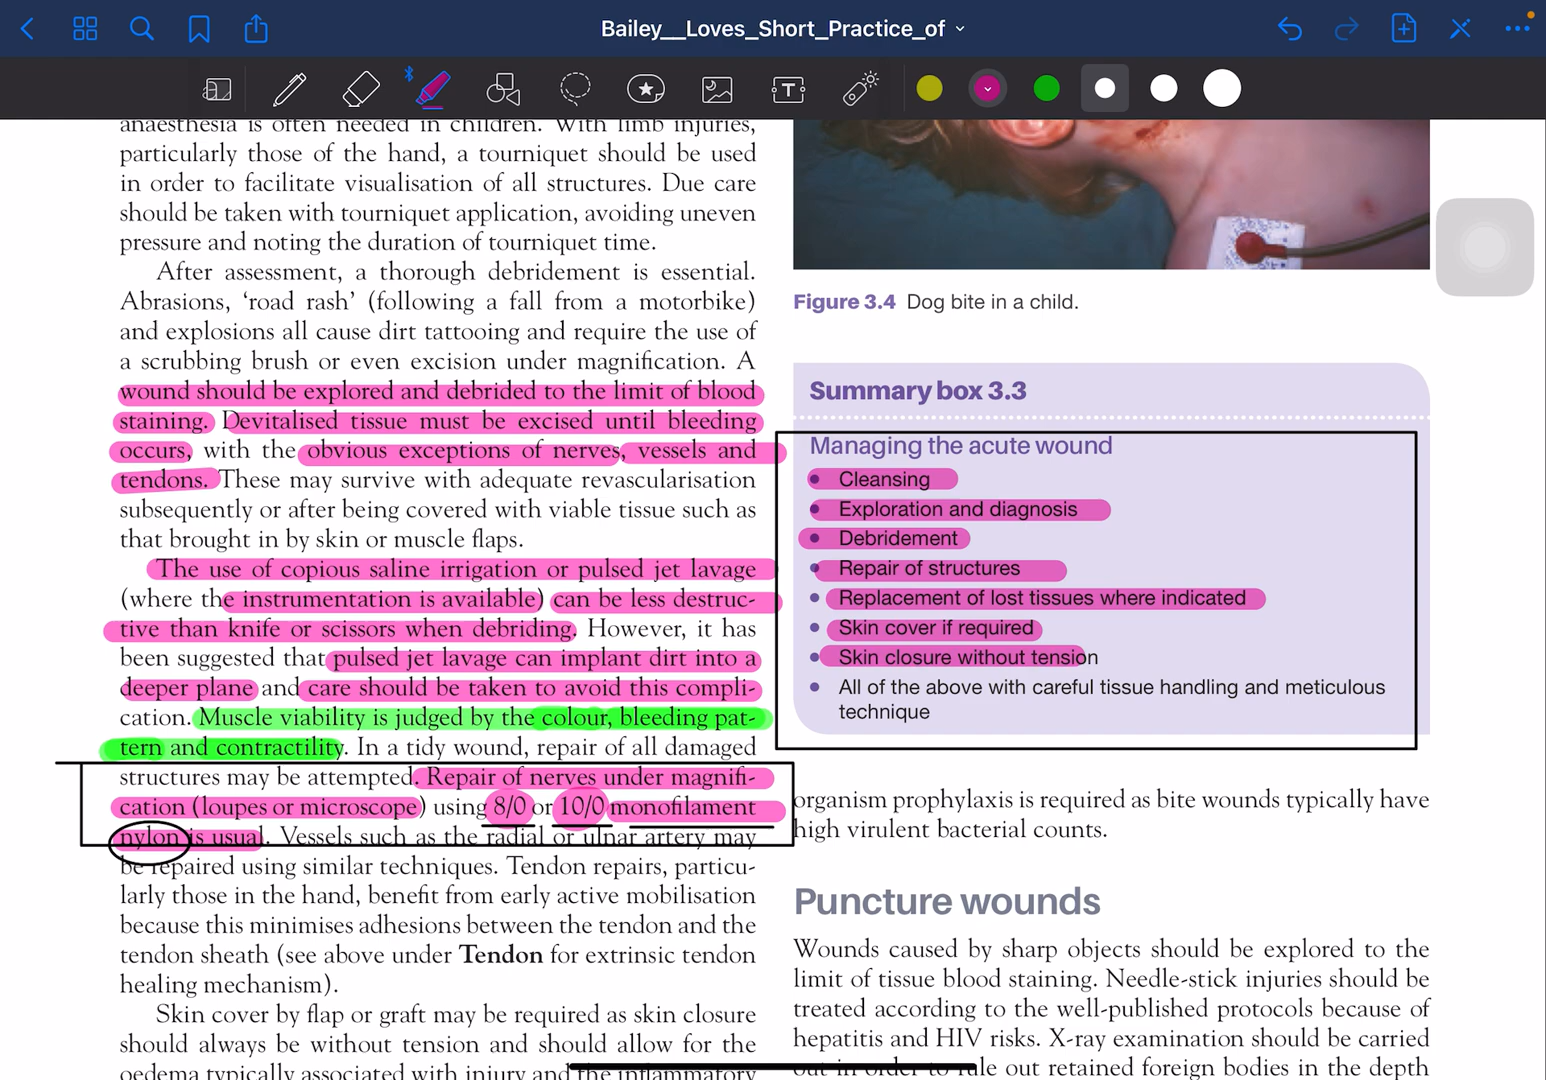 Bailey__Loves_Short_Practice_of
T
anaesthesia is often needed in children. With limb injuries,
particularly those of the hand, a tourniquet should be used
in order to facilitate visualisation of all structures. Due care
should be taken with tourniquet application, avoiding uneven
pressure and noting the duration of tourniquet time.
After assessment, a thorough debridement is essential.
Abrasions, ‘road rash’ (following a fall from a motorbike)
and explosions all cause dirt tattooing and require the use of
a scrubbing brush or even excision under magnification. A
wound should be explored and debrided to the limit of blood
staining. Devitalised tissue must be excised until bleeding
occurs, with the obvious exceptions of nerves, vessels and
tendons. These may survive with adequate revascularisation
subsequently or after being covered with viable tissue such as
that brought in by skin or muscle flaps.
The use of copious saline irrigation or pulsed jet lavage
(where the instrumentation is available) can be less destruc-
tive than knife or scissors when debriding. However, it has
been suggested that pulsed jet lavage can implant dirt into a
deeper plane and care should be taken to avoid this compli-
cation. Muscle viability is judged by the colour, bleeding pat-
tern and contractility. In a tidy wound, repair of all damaged
structures may be attempted. Repair of nerves under magnifi-
cation (loupes or microscope) using 8/0 or 10/0 monofilament
nylon is usual. Vessels such as the radial or ulnar artery may
be repaired using similar techniques. Tendon repairs, particu-
larly those in the hand, benefit from early active mobilisation
because this minimises adhesions between the tendon and the
tendon sheath (see above under Tendon for extrinsic tendon
healing mechanism).
Skin cover by flap or graft may be required as skin closure
should always be without tension and should allow for the
oedema typically associated with injury and the inflammatory
Figure 3.4 Dog bite in a child.
Summary box 3.3
Managing the acute wound
• Cleansing
• Exploration and diagnosis
• Debridement
• Repair of structures
• Replacement of lost tissues where indicated
• Skin cover if required
• Skin closure without tension
• All of the above with careful tissue handling and meticulous
technique
organism prophylaxis is required as bite wounds typically have
high virulent bacterial counts.
Puncture wounds
Wounds caused by sharp objects should be explored to the
limit of tissue blood staining. Needle-stick injuries should be
treated according to the well-published protocols because of
hepatitis and HIV risks. X-ray examination should be carried
out in order to rule out retained foreign bodies in the depth